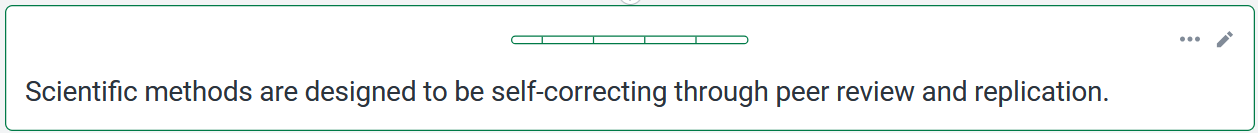 Scientific methods are designed to be self-correcting through peer review and replication.